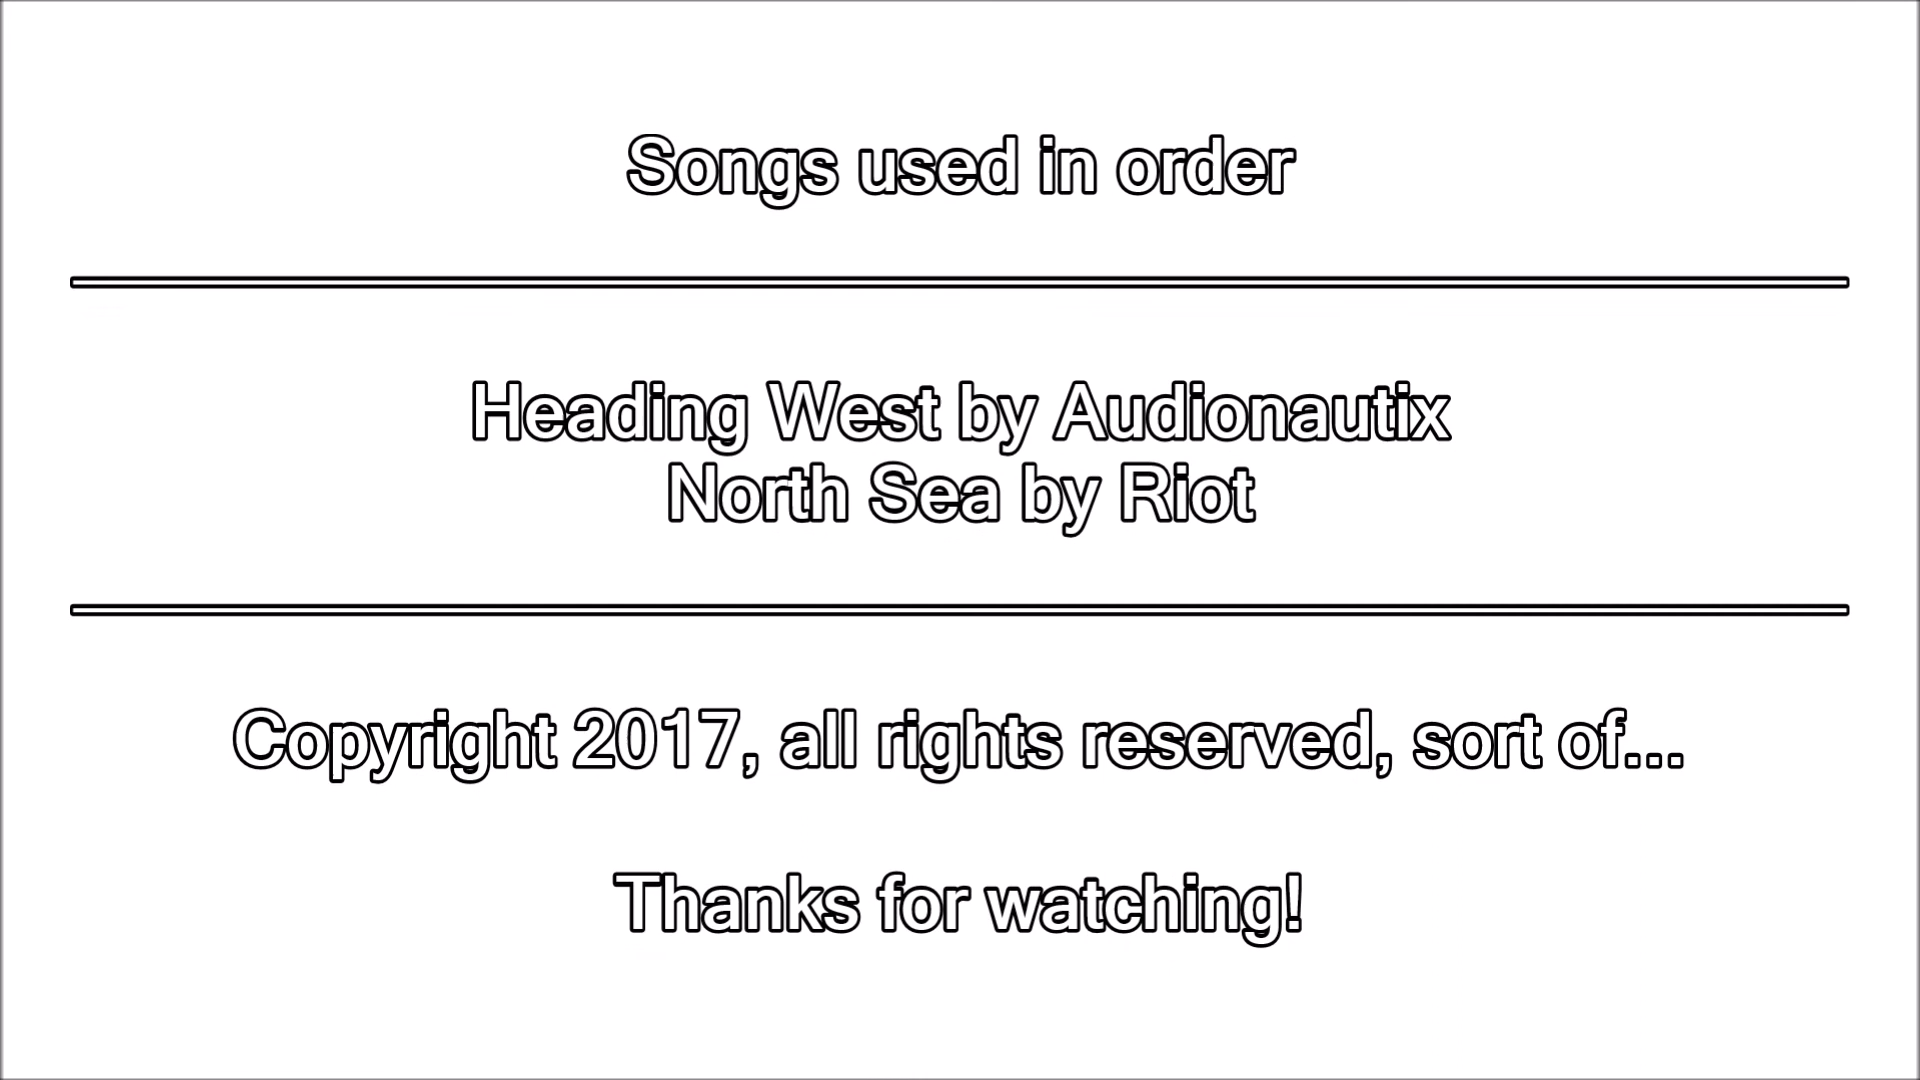 Songs used in order
Heading West by Audionautix
North Sea by Riot
Copyright 2017, all rights reserved, sort of...
Thanks for watching!